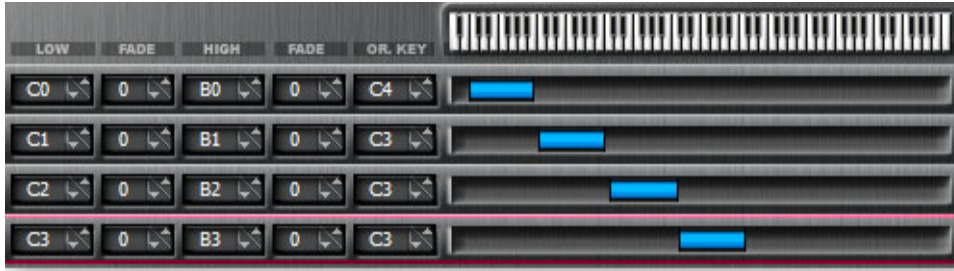 LOW FADE HIGH FADE OR. KEY
C0 0 B0 0 C4
C1 0 B1 0 C3
C2 0 B2 0 C3
C3 0 B3 0 C3